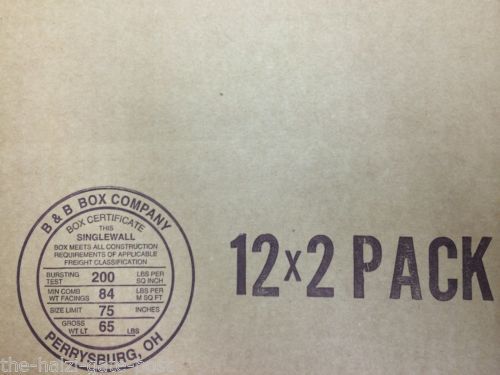 B & B BOX COMPANY
BOX CERTIFICATE
THIS
SINGLEWALL
BOX MEETS ALL CONSTRUCTION
REQUIREMENTS OF APPLICABLE
FREIGHT CLASSIFICATION
BURSTING TEST 200 LBS PER SQ INCH
MIN COMB WT FACINGS 84 LBS PER M SQ FT
SIZE LIMIT 75 INCHES
GROSS WT LT 65 LBS
PERRYSBURG, OH
12x2 PACK